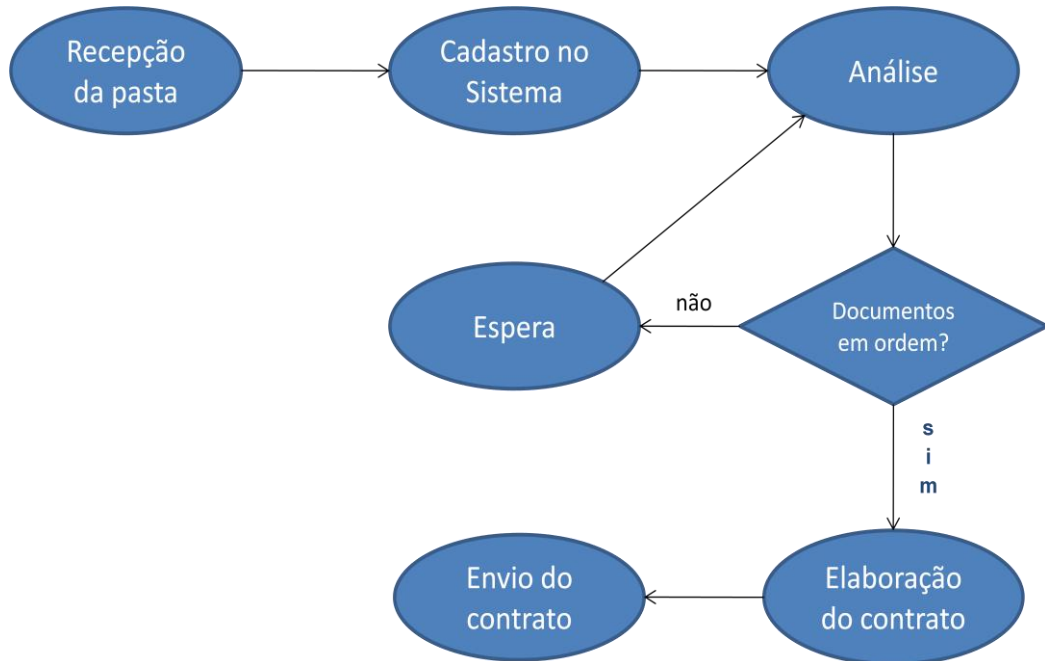 Recepção
da pasta
Cadastro no
Sistema
Análise
Espera
não
Documentos
em ordem?
s
i
m
Envio do
contrato
Elaboração
do contrato